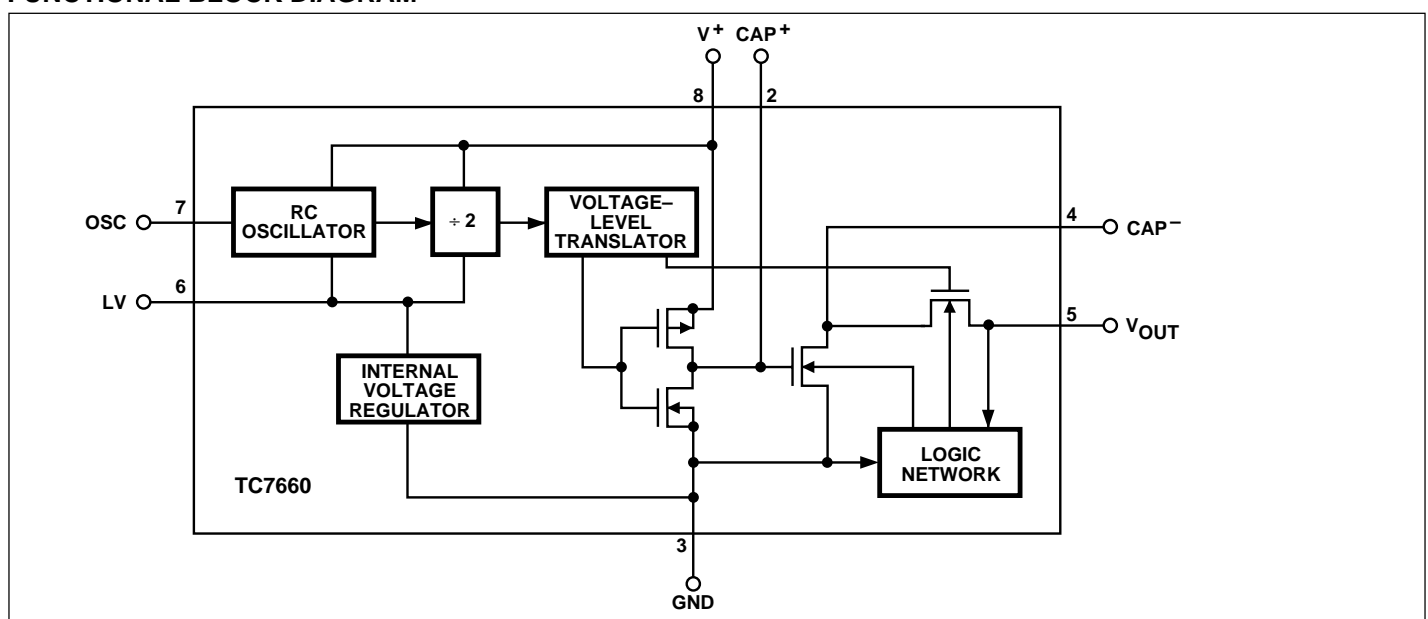 FUNCTIONAL BLOCK DIAGRAM
V+ CAP+
8 2
RC
OSCILLATOR
÷ 2
VOLTAGE–
LEVEL
TRANSLATOR
OSC 7
4 CAP–
LV 6
5 VOUT
INTERNAL
VOLTAGE
REGULATOR
LOGIC
NETWORK
TC7660
3
GND